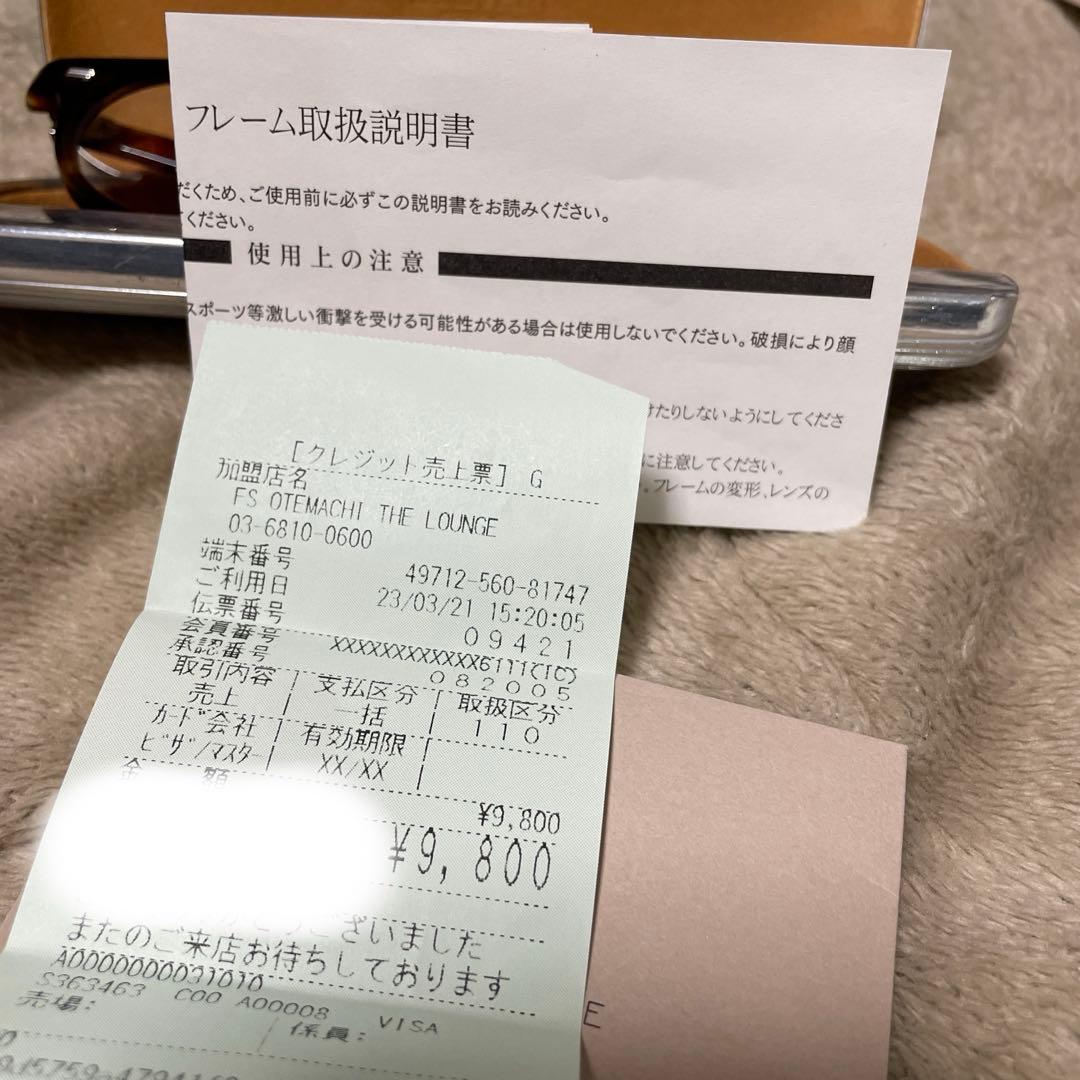 フレーム取扱説明書
だくため、ご使用前に必ずこの説明書をお読みください。
ください。
使用上の注意
スポーツ等激しい衝撃を受ける可能性がある場合は使用しないでください。破損により顔
けたりしないようにしてくださ
に注意してください。
。フレームの変形、レンズの
[クレジット売上票] G
加盟店名
FS OTEMACHI THE LOUNGE
03-6810-0600
端末番号 49712-560-81747
ご利用日 23/03/21 15:20:05
伝票番号 09421
会員番号 XXXXXXXXXXXX6111(IC)
承認番号 082005
取引内容 支払区分 取扱区分
売上 一括 110
カード会社 有効期限
ビザ/マスター XX/XX
金 額 ¥9,800
¥9,800
ございました
またのご来店お待ちしております
A0000000031010
S363463 C00 A00008 VISA
売場: 係員:
E